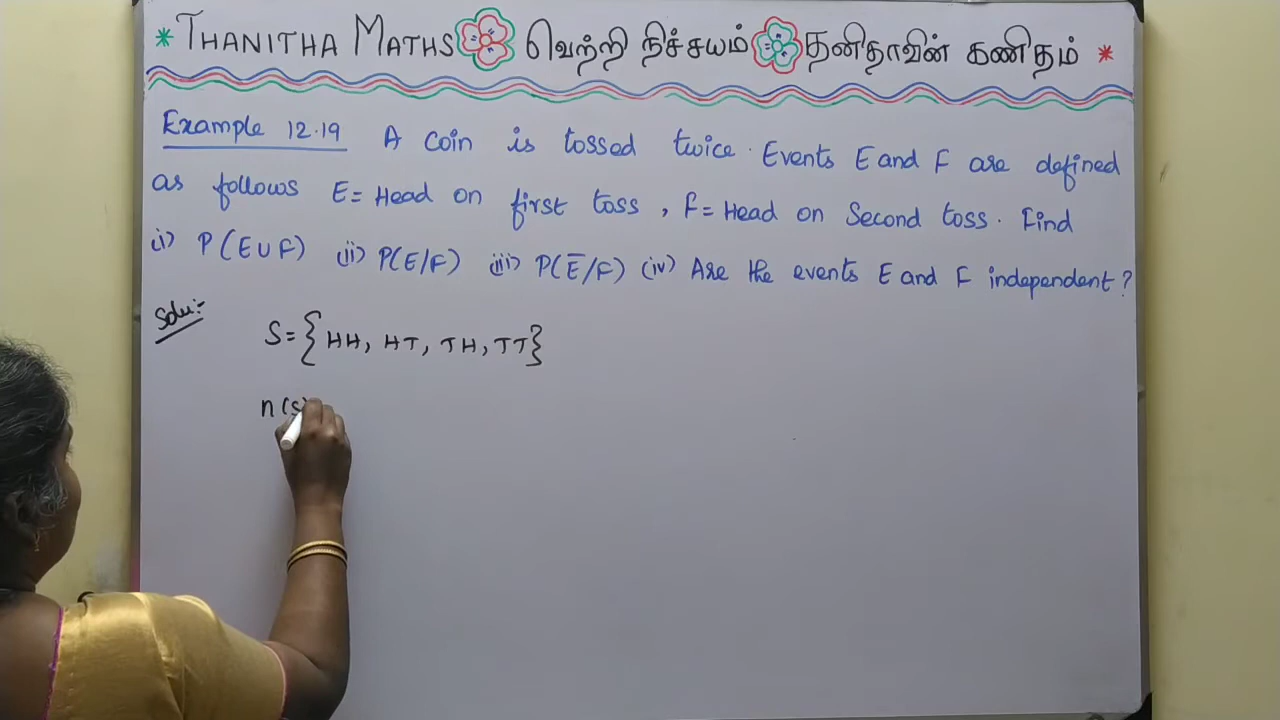 * THANITHA MATHS வெற்றி நிச்சயம் தனிதாவின் கணிதம் *
Example 12.19 A coin is tossed twice. Events E and F are defined
as follows E= Head on first toss, F= Head on Second toss. Find
(i) P(E∪F) (ii) P(E/F) (iii) P(E̅/F) (iv) Are the events E and F independent?
Solu:-
S={HH, HT, TH, TT}
n(s)